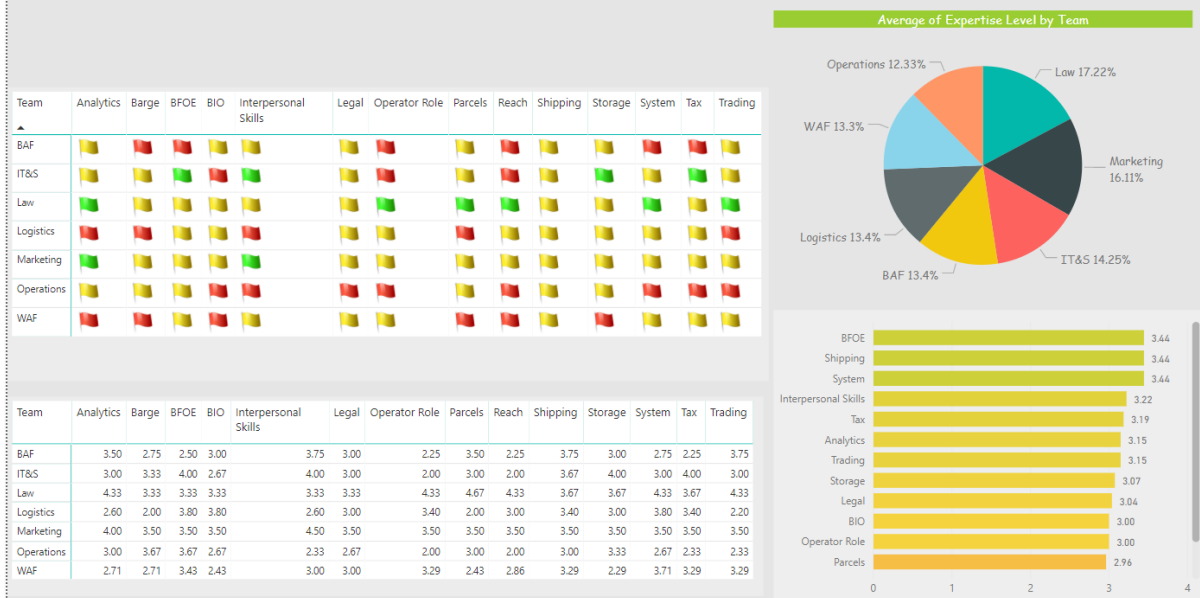 Average of Expertise Level by Team
Operations 12.33%
Law 17.22%
WAF 13.3%
Marketing
16.11%
Logistics 13.4%
IT&S 14.25%
BAF 13.4%
Team Analytics Barge BFOE BIO Interpersonal Legal Operator Role Parcels Reach Shipping Storage System Tax Trading
Skills
BAF
IT&S
Law
Logistics
Marketing
Operations
WAF
Team Analytics Barge BFOE BIO Interpersonal Legal Operator Role Parcels Reach Shipping Storage System Tax Trading
Skills
BAF 3.50 2.75 2.50 3.00 3.75 3.00 2.25 3.50 2.25 3.75 3.00 2.75 2.25 3.75
IT&S 3.00 3.33 4.00 2.67 4.00 3.00 2.00 3.00 2.00 3.67 4.00 3.00 4.00 3.00
Law 4.33 3.33 3.33 3.33 3.33 3.33 4.33 4.67 4.33 3.67 3.67 4.33 3.67 4.33
Logistics 2.60 2.00 3.80 3.80 2.60 3.00 3.40 2.00 3.00 3.40 3.00 3.80 3.40 2.20
Marketing 4.00 3.50 3.50 3.50 4.50 3.50 3.50 3.50 3.50 3.50 3.50 3.50 3.50 3.50
Operations 3.00 3.67 3.67 2.67 2.33 2.67 2.00 3.00 2.00 3.00 3.33 2.67 2.33 2.33
WAF 2.71 2.71 3.43 2.43 3.00 3.00 3.29 2.43 2.86 3.29 2.29 3.71 3.29 3.29
BFOE 3.44
Shipping 3.44
System 3.44
Interpersonal Skills 3.22
Tax 3.19
Analytics 3.15
Trading 3.15
Storage 3.07
Legal 3.04
BIO 3.00
Operator Role 3.00
Parcels 2.96
0 1 2 3 4